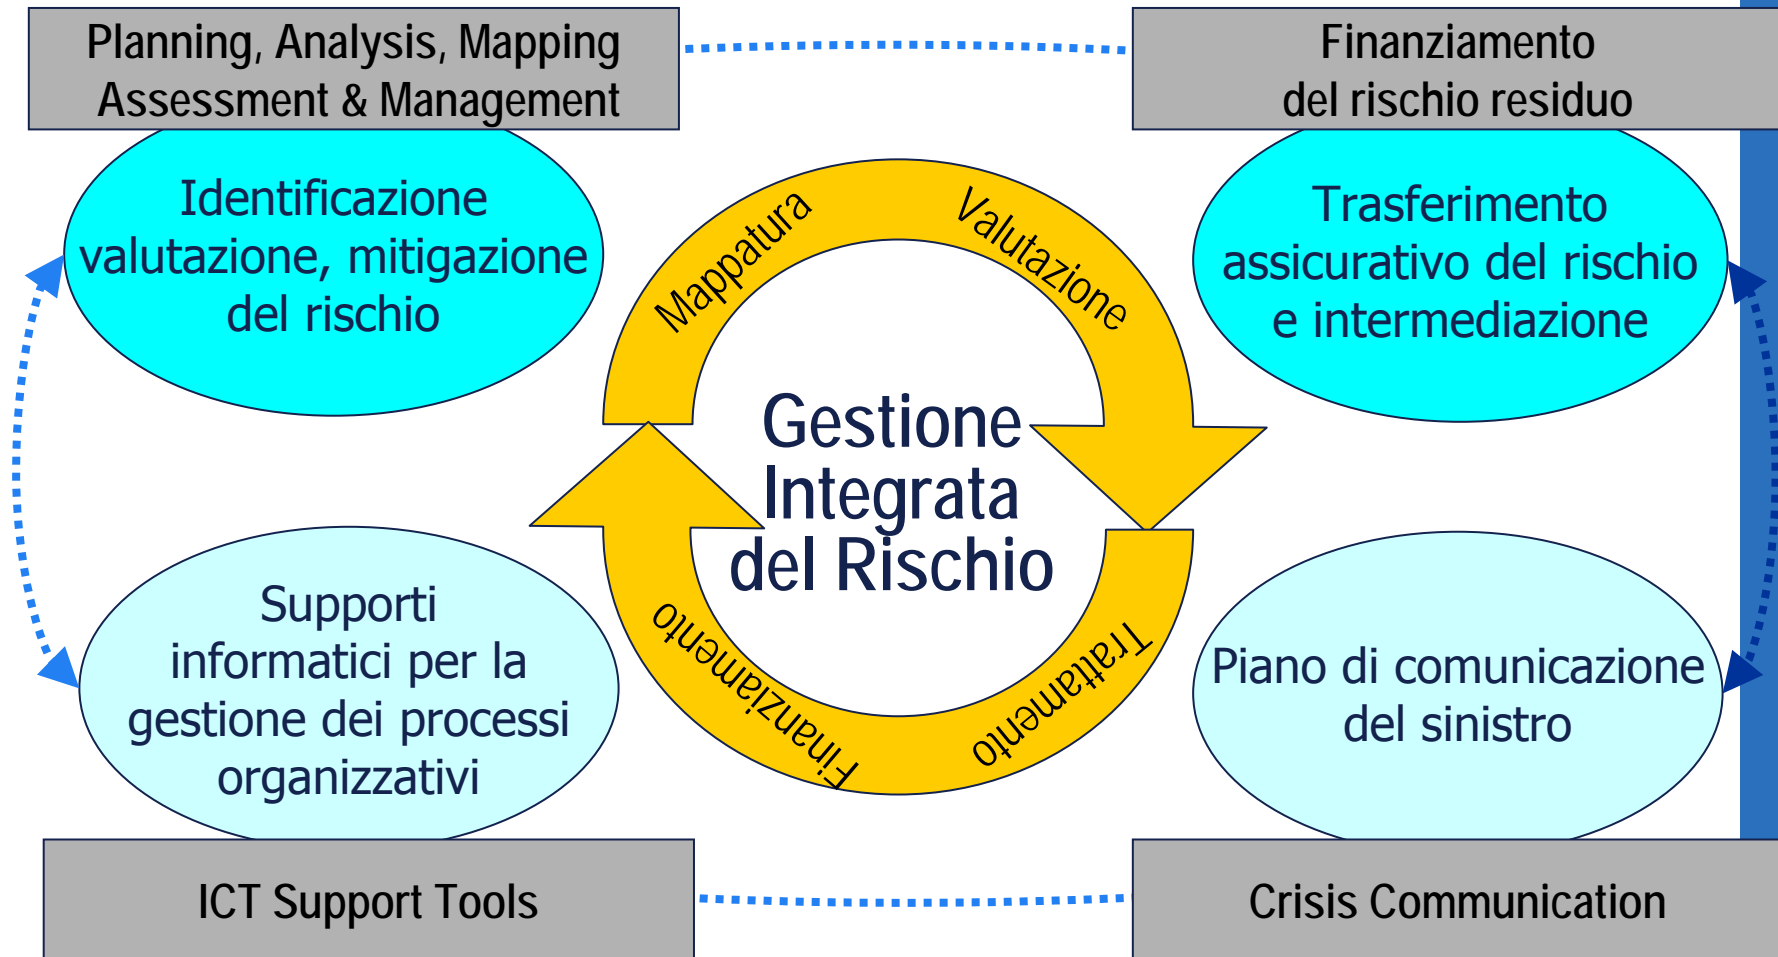 Planning, Analysis, Mapping
Assessment & Management
Finanziamento
del rischio residuo
Identificazione
valutazione, mitigazione
del rischio
Mappatura
Valutazione
Trasferimento
assicurativo del rischio
e intermediazione
Gestione
Integrata
del Rischio
Supporti
informatici per la
gestione dei processi
organizzativi
Finanziamento
Trattamento
Piano di comunicazione
del sinistro
ICT Support Tools
Crisis Communication